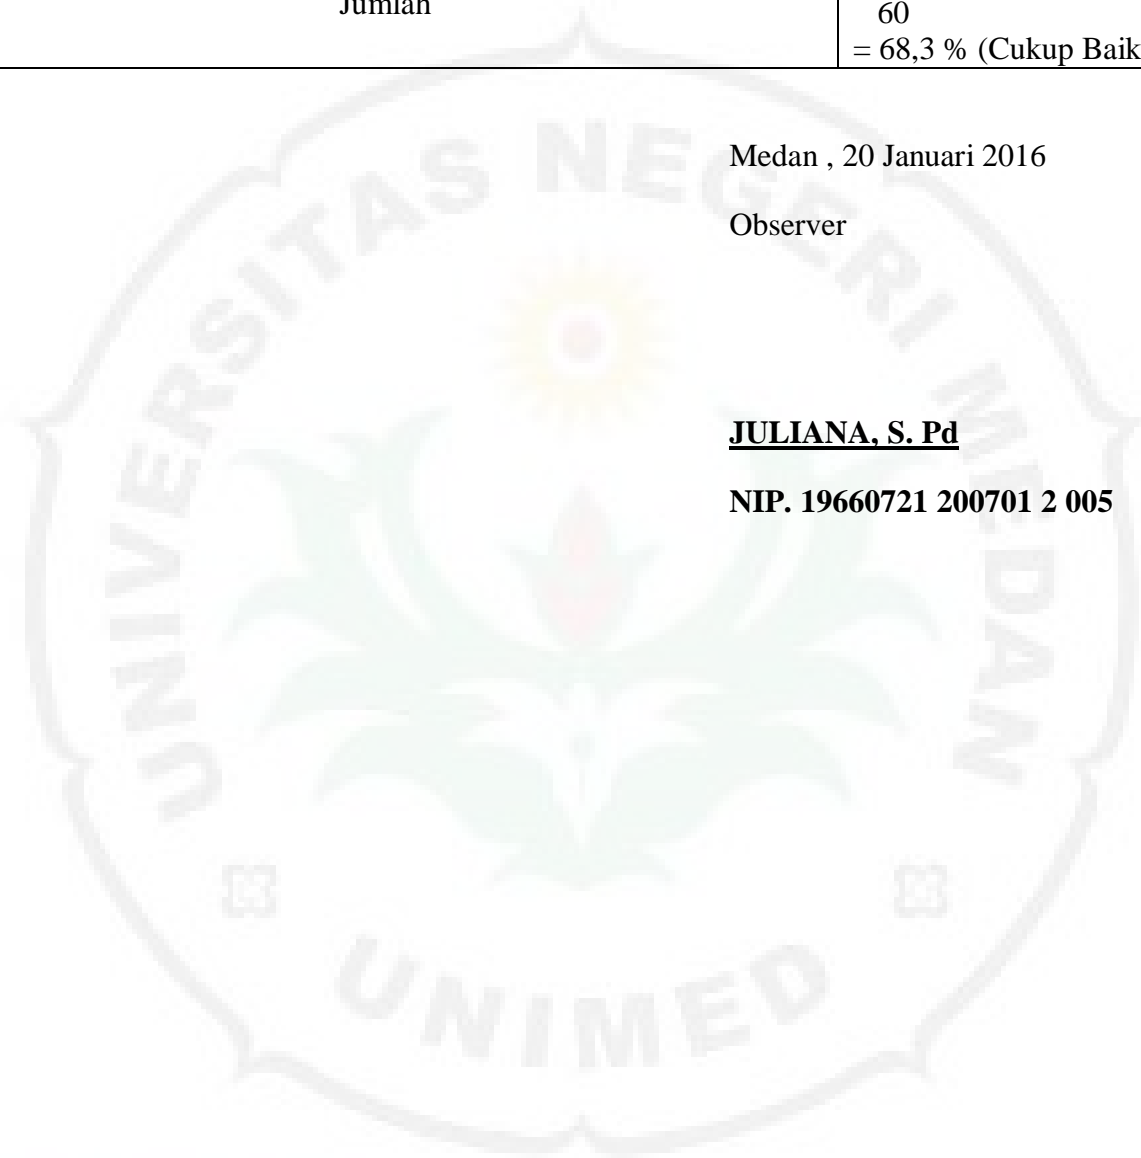 Jumlah
60
= 68,3 % (Cukup Baik
Medan , 20 Januari 2016
Observer
JULIANA, S. Pd
NIP. 19660721 200701 2 005
UNIVERSITAS NEGERI MEDAN
UNIMED